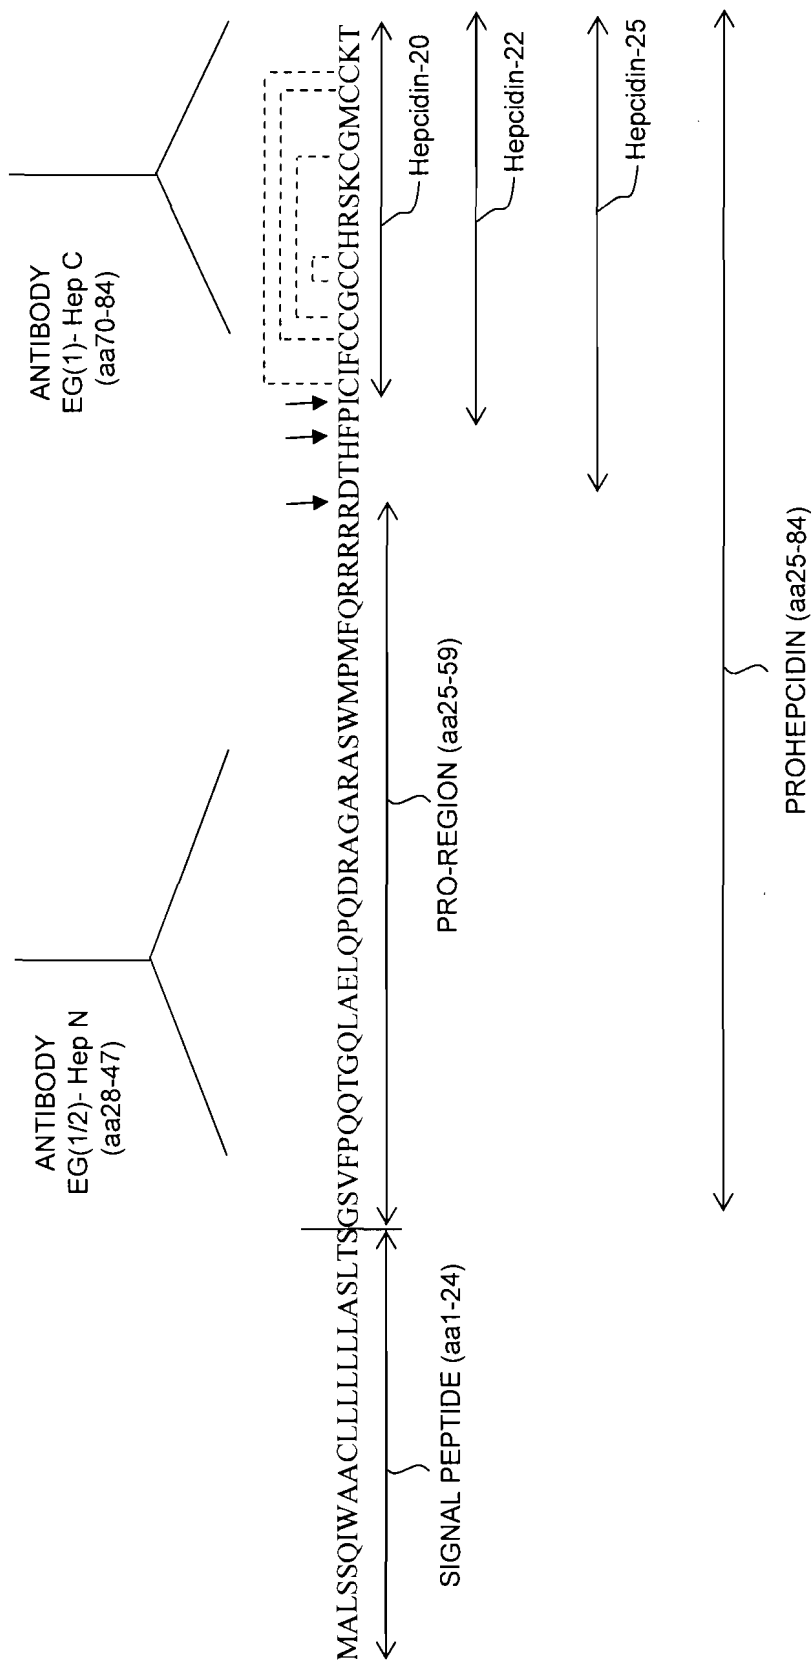 ANTIBODY
EG(1/2)- Hep N
(aa28-47)
ANTIBODY
EG(1)- Hep C
(aa70-84)
MALSSQIWAACLLLLLLLASLTSGSVFPQQTGQLAELQPQDRAGARASWMPMFQRRRRRDTHFPICIFCCGCCHRSKCGMCCKT
SIGNAL PEPTIDE (aa1-24)
PRO-REGION (aa25-59)
Hepcidin-20
Hepcidin-22
Hepcidin-25
PROHEPCIDIN (aa25-84)